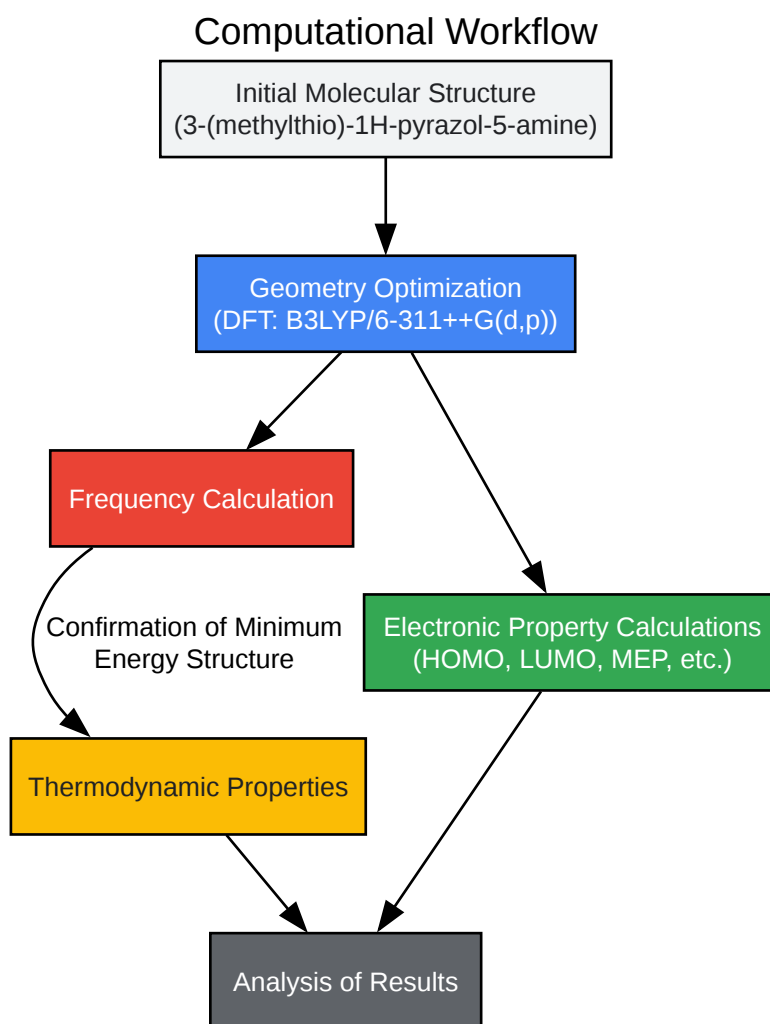 Computational Workflow
Initial Molecular Structure
(3-(methylthio)-1H-pyrazol-5-amine)
Geometry Optimization
(DFT: B3LYP/6-311++G(d,p))
Frequency Calculation
Confirmation of Minimum
Energy Structure
Electronic Property Calculations
(HOMO, LUMO, MEP, etc.)
Thermodynamic Properties
Analysis of Results